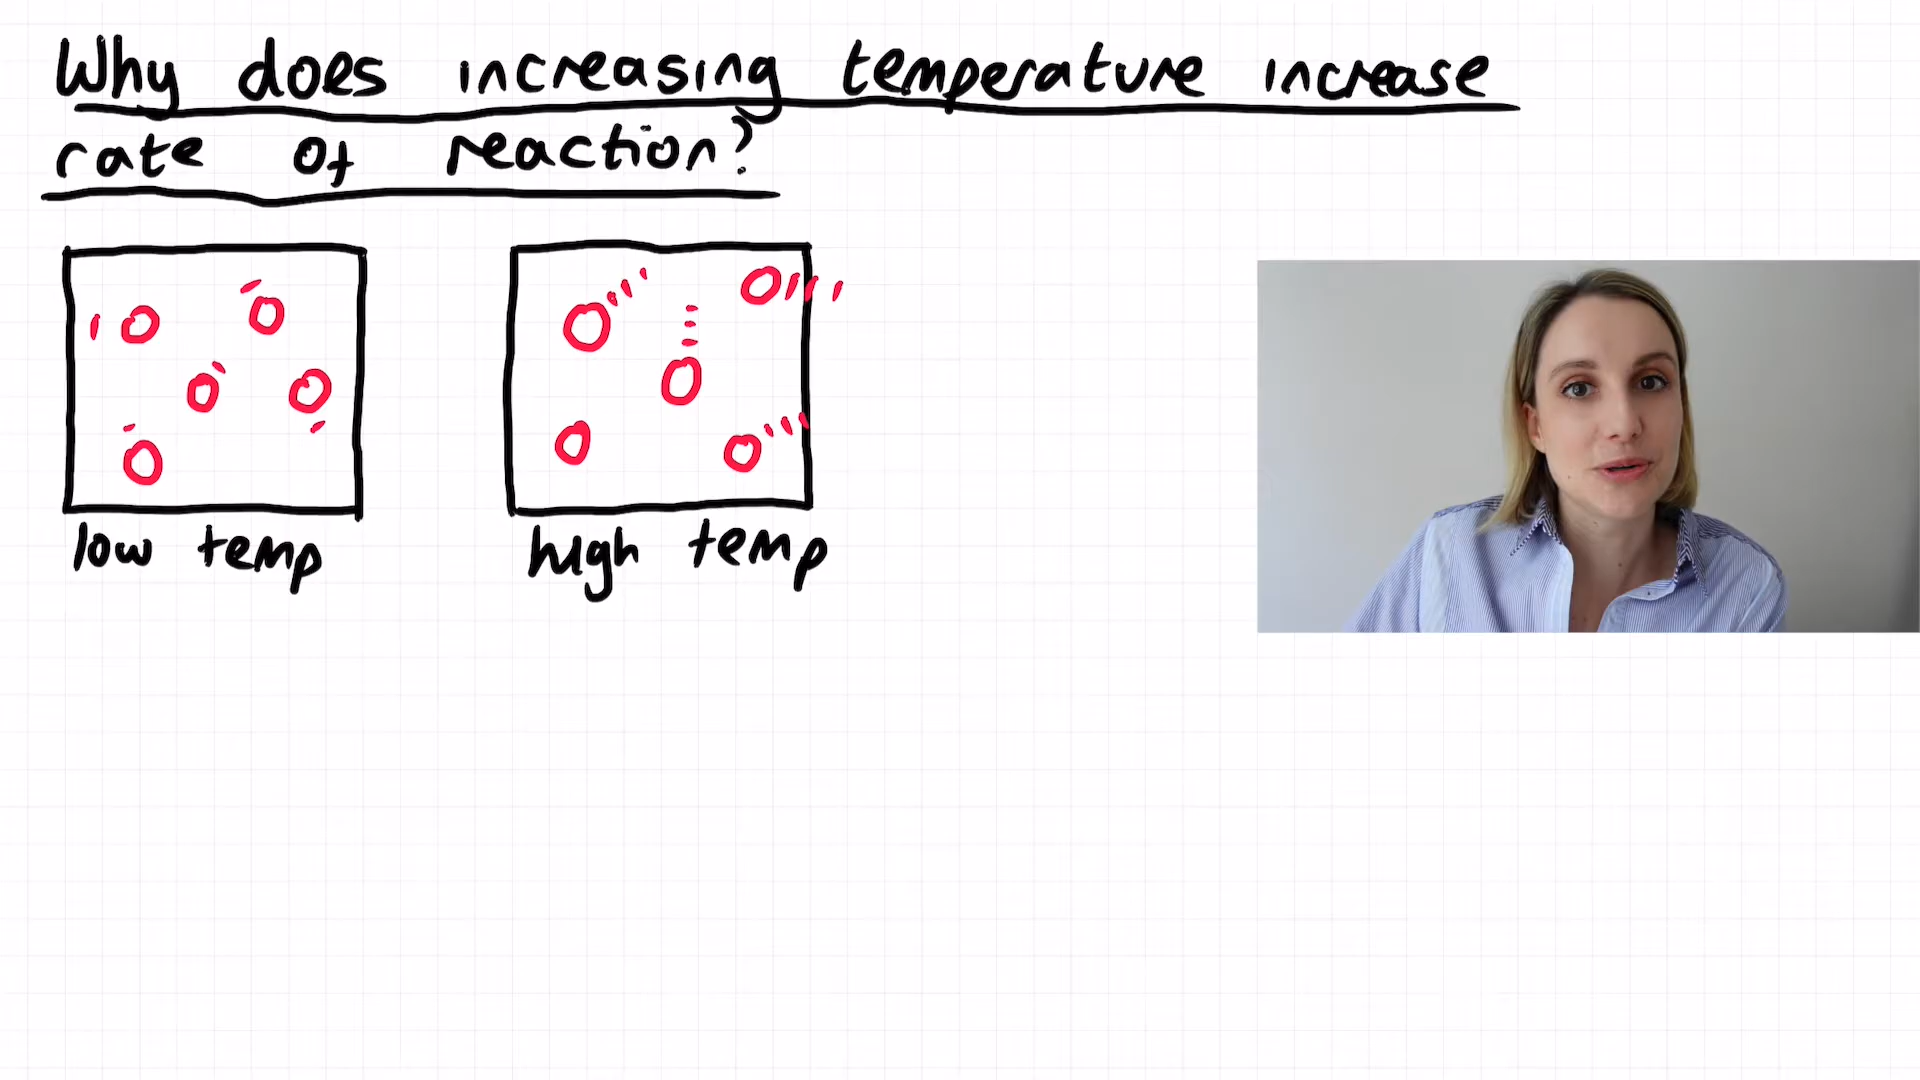 Why does increasing temperature increase
rate of reaction?
low temp
high temp